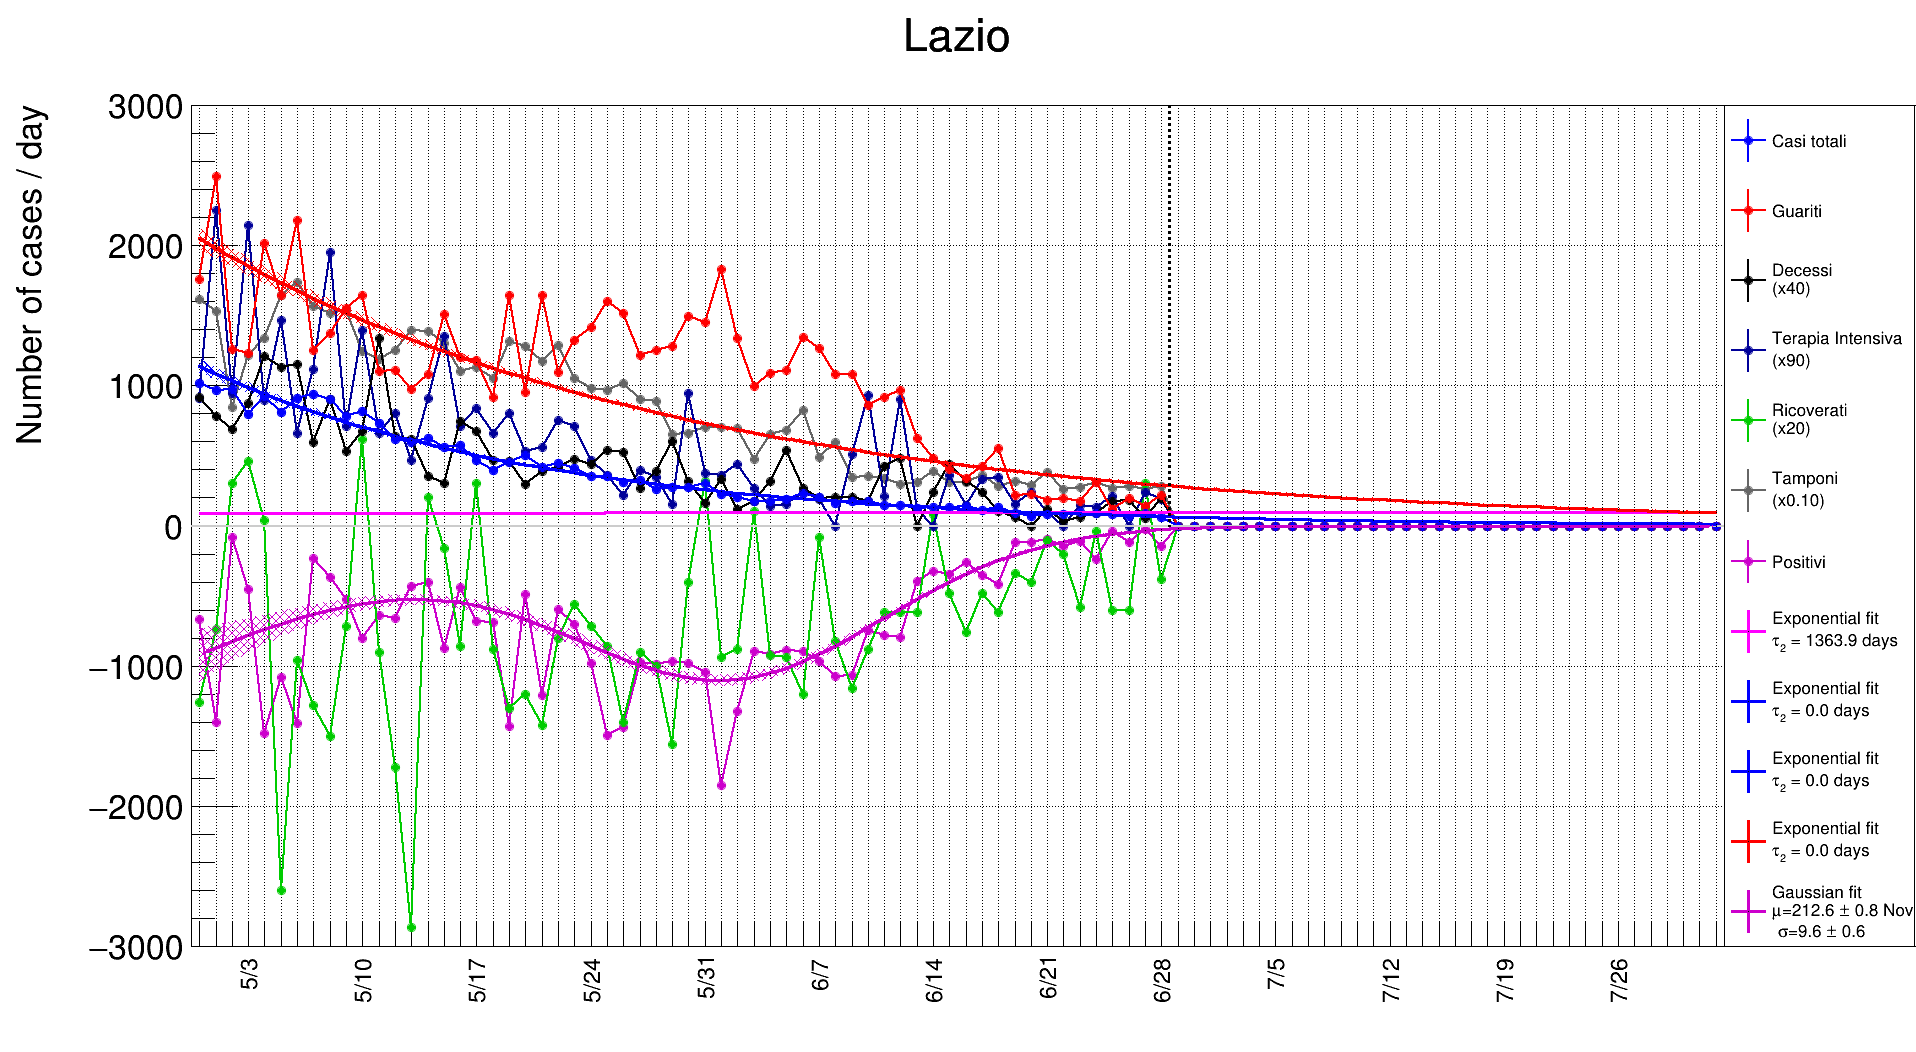 Lazio
Number of cases / day
3000
2000
1000
0
−1000
−2000
−3000
5/3
5/10
5/17
5/24
5/31
6/7
6/14
6/21
6/28
7/5
7/12
7/19
7/26
Casi totali
Guariti
Decessi
(x40)
Terapia Intensiva
(x90)
Ricoverati
(x20)
Tamponi
(x0.10)
Positivi
Exponential fit
τ2 = 1363.9 days
Exponential fit
τ2 = 0.0 days
Exponential fit
τ2 = 0.0 days
Exponential fit
τ2 = 0.0 days
Gaussian fit
μ=212.6 ± 0.8 Nov
σ=9.6 ± 0.6